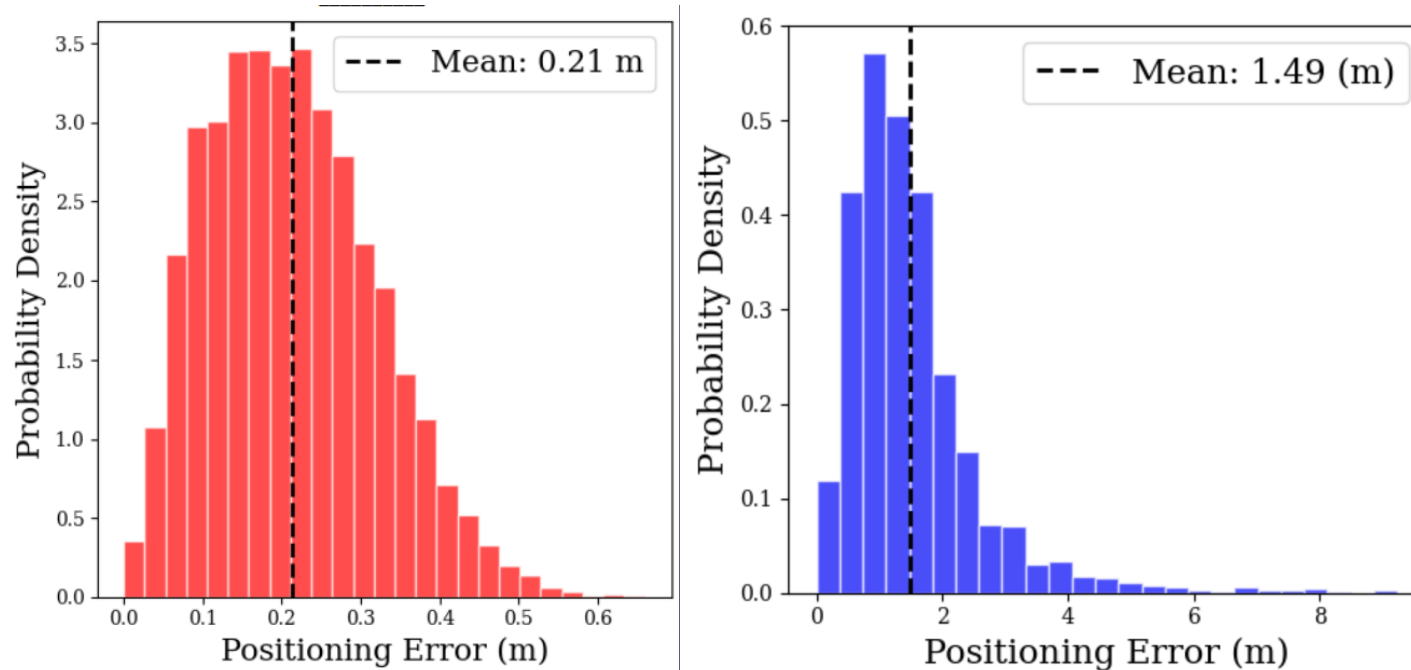 3.5
3.0
2.5
2.0
1.5
1.0
0.5
0.0
Probability Density
Mean: 0.21 m
0.0 0.1 0.2 0.3 0.4 0.5 0.6
Positioning Error (m)
0.6
0.5
0.4
0.3
0.2
0.1
0.0
Probability Density
Mean: 1.49 (m)
0 2 4 6 8
Positioning Error (m)